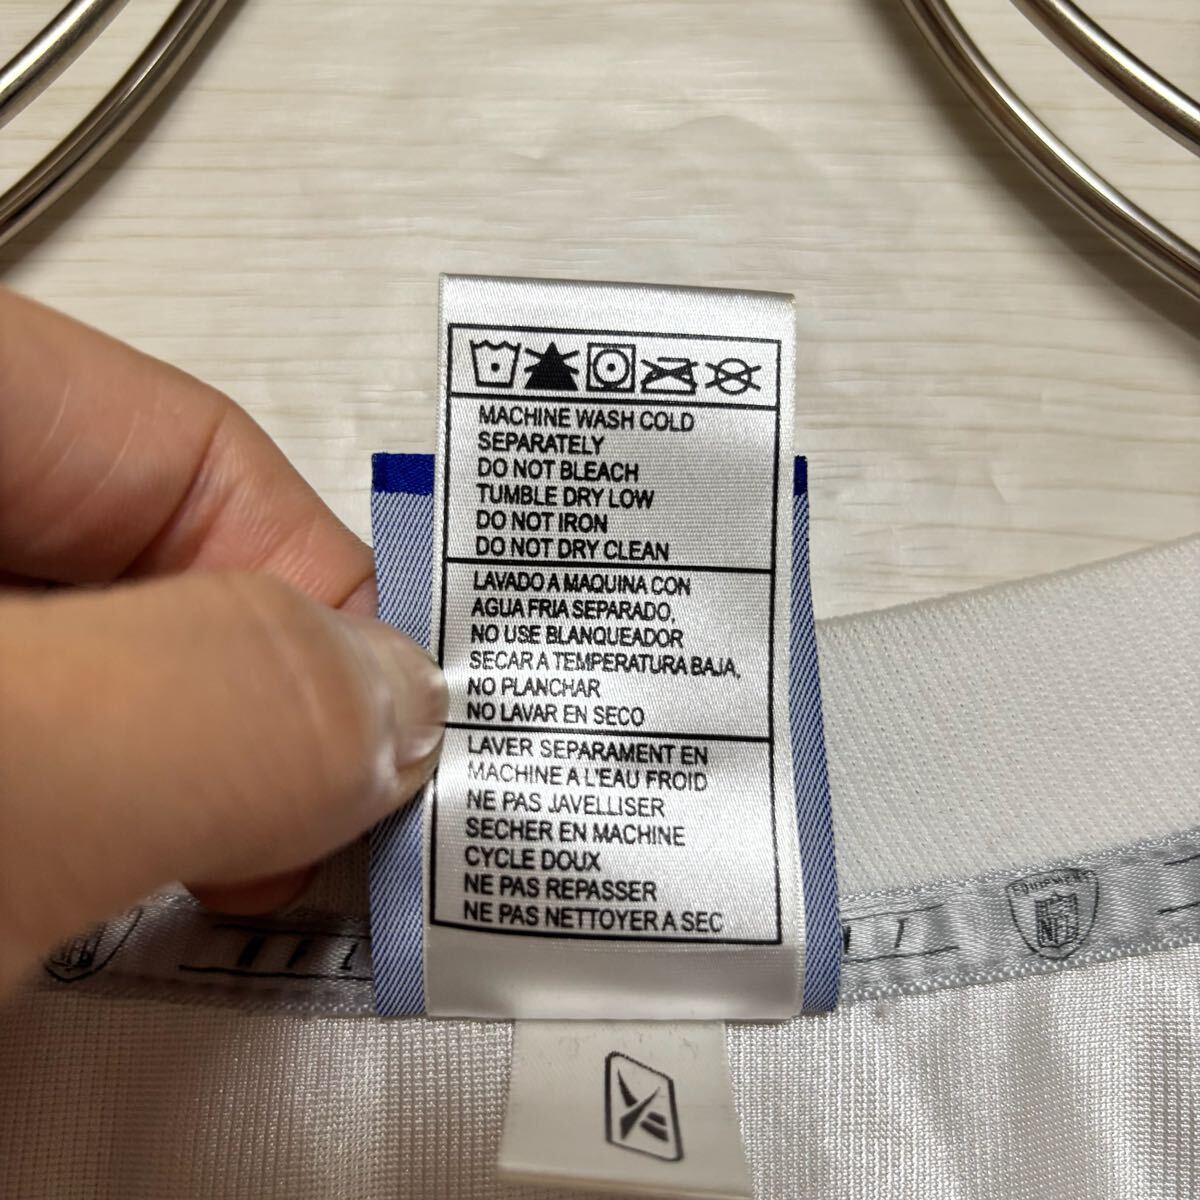 MACHINE WASH COLD
SEPARATELY
DO NOT BLEACH
TUMBLE DRY LOW
DO NOT IRON
DO NOT DRY CLEAN
LAVADO A MAQUINA CON
AGUA FRIA SEPARADO,
NO USE BLANQUEADOR
SECAR A TEMPERATURA BAJA,
NO PLANCHAR
NO LAVAR EN SECO
LAVER SEPARAMENT EN
MACHINE A L'EAU FROID
NE PAS JAVELLISER
SECHER EN MACHINE
CYCLE DOUX
NE PAS REPASSER
NE PAS NETTOYER A SEC
NFL